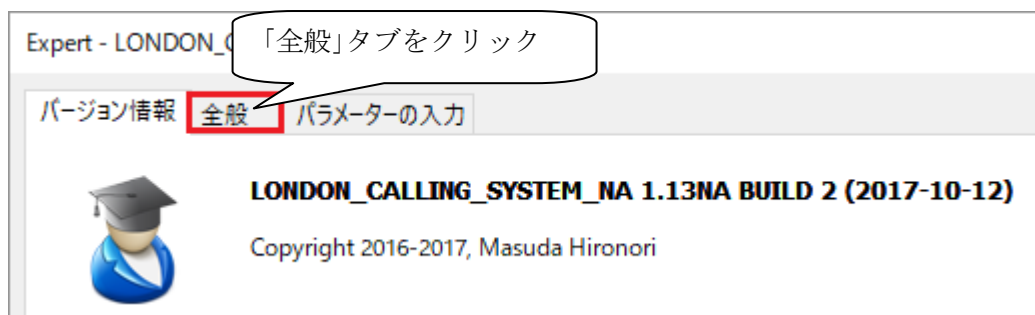 Expert - LONDON_C
「全般」タブをクリック
バージョン情報 全般 パラメーターの入力
LONDON_CALLING_SYSTEM_NA 1.13NA BUILD 2 (2017-10-12)
Copyright 2016-2017, Masuda Hironori